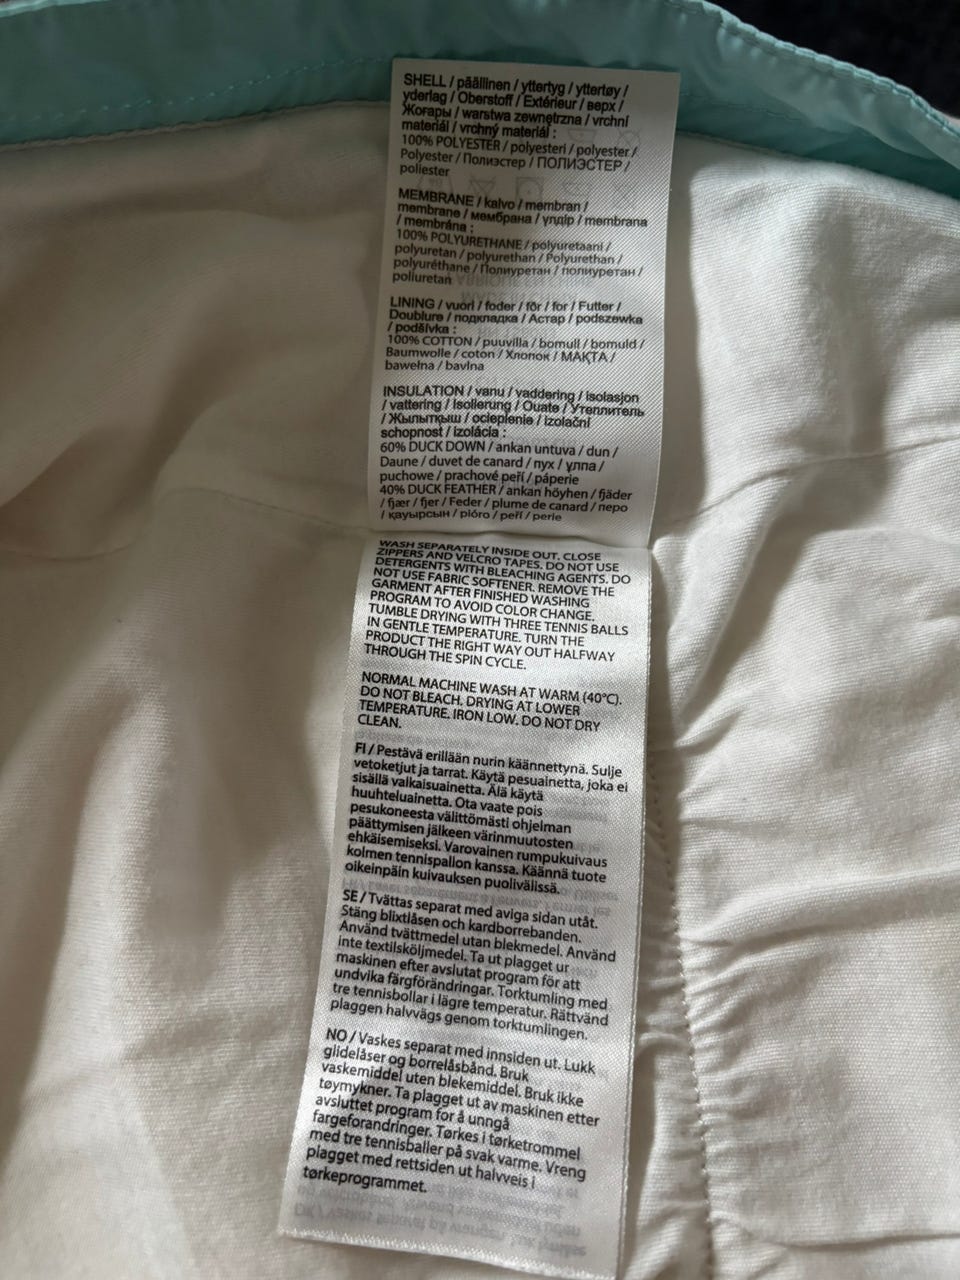 SHELL / päällinen / yttertyg / yttertøy /
yderlag / Oberstoff / Extérieur / верх /
Жоғары / warstwa zewnętrzna / vrchní
materiál / vrchný materiál :
100% POLYESTER / polyesteri / polyester /
Polyester / Полиэстер / ПОЛИЭСТЕР /
poliester
MEMBRANE / kalvo / membran /
membrane / мембрана / үлдір / membrana
/ membrána :
100% POLYURETHANE / polyuretaani /
polyuretan / polyurethan / Polyurethan /
polyuréthane / Полиуретан / полиуретан /
poliuretan
LINING / vuori / foder / fôr / for / Futter /
Doublure / подкладка / Астар / podszewka
/ podšívka :
100% COTTON / puuvilla / bomull / bomuld /
Baumwolle / coton / Хлопок / МАҚТА /
bawełna / bavlna
INSULATION / vanu / vaddering / isolasjon
/ vattering / Isolierung / Ouate / Утеплитель
/ Жылытқыш / ocieplenie / izolační
schopnost / izolácia :
60% DUCK DOWN / ankan untuva / dun /
Daune / duvet de canard / пух / ұлпа /
puchowe / prachové peří / páperie
40% DUCK FEATHER / ankan höyhen / fjäder
/ fjær / fjer / Feder / plume de canard / перо
/ қауырсын / pióro / peří / perie
WASH SEPARATELY INSIDE OUT. CLOSE
ZIPPERS AND VELCRO TAPES. DO NOT USE
DETERGENTS WITH BLEACHING AGENTS. DO
NOT USE FABRIC SOFTENER. REMOVE THE
GARMENT AFTER FINISHED WASHING
PROGRAM TO AVOID COLOR CHANGE.
TUMBLE DRYING WITH THREE TENNIS BALLS
IN GENTLE TEMPERATURE. TURN THE
PRODUCT THE RIGHT WAY OUT HALFWAY
THROUGH THE SPIN CYCLE.
NORMAL MACHINE WASH AT WARM (40°C).
DO NOT BLEACH. DRYING AT LOWER
TEMPERATURE. IRON LOW. DO NOT DRY
CLEAN.
FI / Pestävä erillään nurin käännettynä. Sulje
vetoketjut ja tarrat. Käytä pesuainetta, joka ei
sisällä valkaisuainetta. Älä käytä
huuhteluainetta. Ota vaate pois
pesukoneesta välittömästi ohjelman
päättymisen jälkeen värinmuutosten
ehkäisemiseksi. Varovainen rumpukuivaus
kolmen tennispallon kanssa. Käännä tuote
oikeinpäin kuivauksen puolivälissä.
SE / Tvättas separat med aviga sidan utåt.
Stäng blixtlåsen och kardborrebanden.
Använd tvättmedel utan blekmedel. Använd
inte textilsköljmedel. Ta ut plagget ur
maskinen efter avslutat program för att
undvika färgförändringar. Torktumling med
tre tennisbollar i lägre temperatur. Rättvänd
plaggen halvvägs genom torktumlingen.
NO / Vaskes separat med innsiden ut. Lukk
glidelåser og borrelåsbånd. Bruk
vaskemiddel uten blekemiddel. Bruk ikke
tøymykner. Ta plagget ut av maskinen etter
avsluttet program for å unngå
fargeforandringer. Tørkes i tørketrommel
med tre tennisballer på svak varme. Vreng
plagget med rettsiden ut halvveis i
tørkeprogrammet.